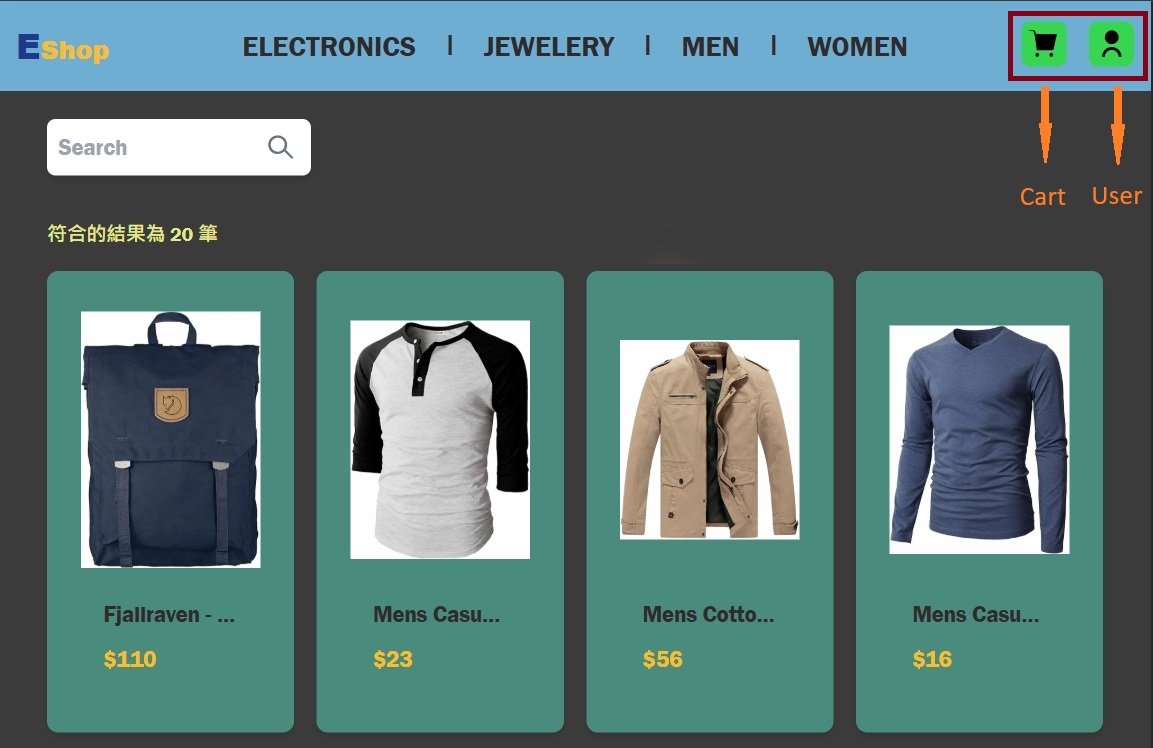 EShop
ELECTRONICS | JEWELERY | MEN | WOMEN
Search
Cart User
符合的結果為 20 筆
Fjallraven - ...
$110
Mens Casu...
$23
Mens Cotto...
$56
Mens Casu...
$16